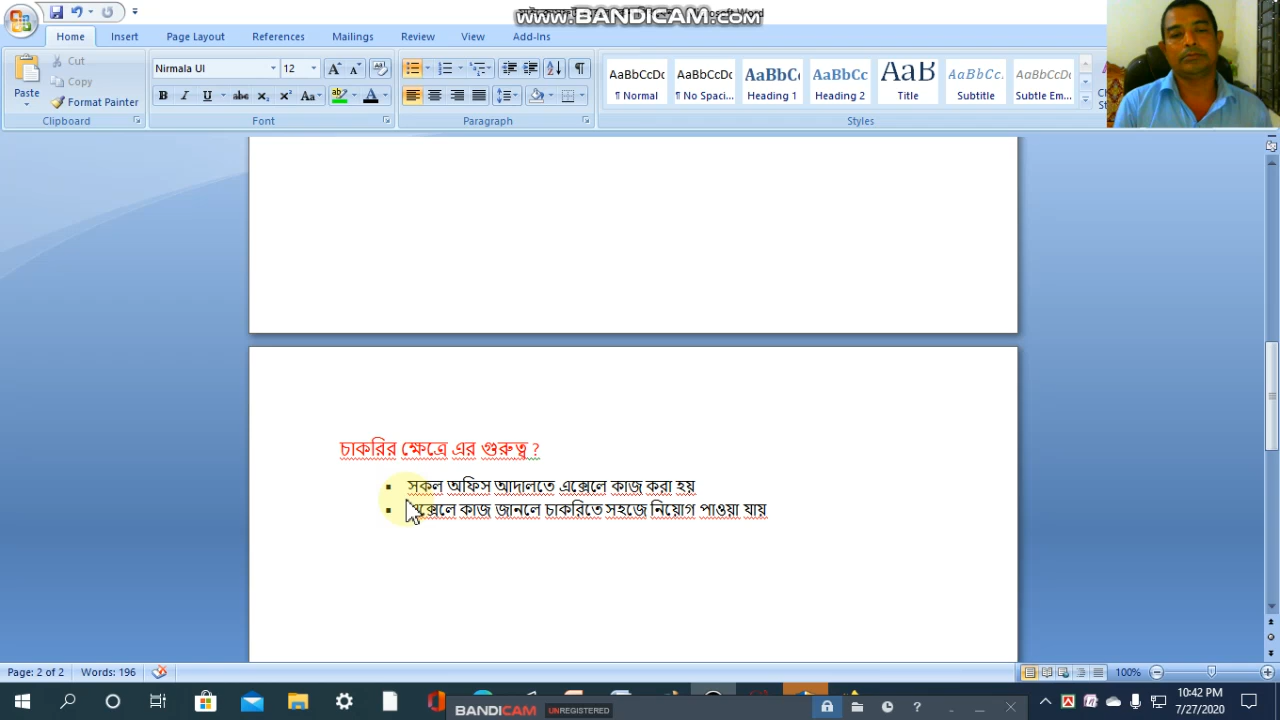 www.BANDICAM.com
Home Insert Page Layout References Mailings Review View Add-Ins
Paste
Cut
Copy
Format Painter
Clipboard
Nirmala UI 12
Font
Paragraph
AaBbCcDc AaBbCcDc AaBbC AaBbCc AaB AaBbCc. AaBbCcDc
¶ Normal ¶ No Spaci... Heading 1 Heading 2 Title Subtitle Subtle Em...
Styles
চাকরির ক্ষেত্রে এর গুরুত্ব ?
▪ সকল অফিস আদালতে এক্সেলে কাজ করা হয়
▪ কাজ জানলে চাকরিতে সহজে নিয়োগ পাওয়া যায়
Page: 2 of 2 Words: 196 100%
BANDICAM UNREGISTERED
10:42 PM
7/27/2020